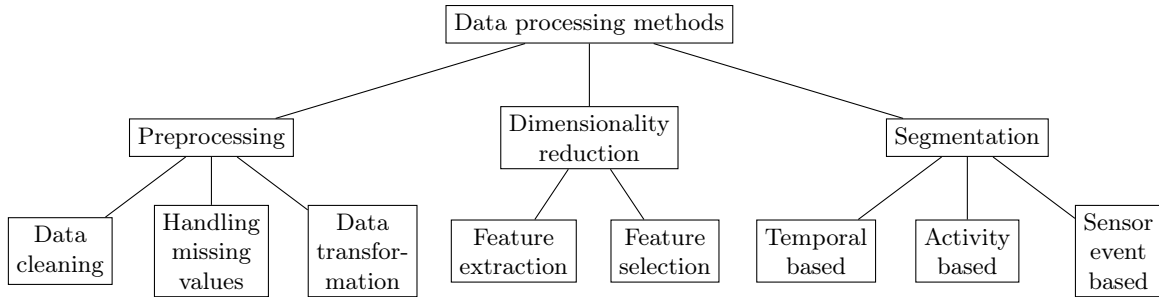 Data processing methods
Preprocessing
Dimensionality
reduction
Segmentation
Data
cleaning
Handling
missing
values
Data
transfor-
mation
Feature
extraction
Feature
selection
Temporal
based
Activity
based
Sensor
event
based